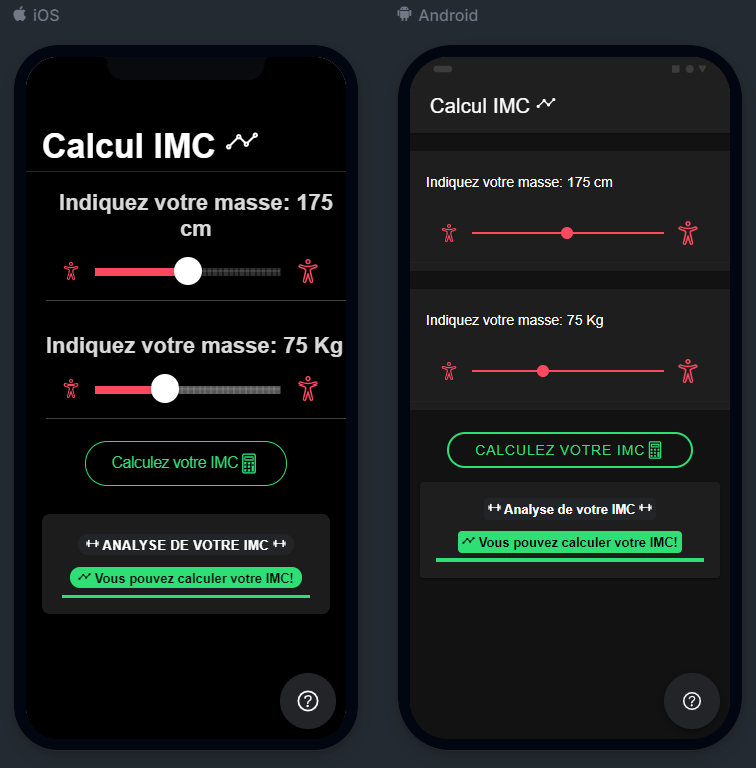 iOS
Calcul IMC
Indiquez votre masse: 175
cm
Indiquez votre masse: 75 Kg
Calculez votre IMC
ANALYSE DE VOTRE IMC
Vous pouvez calculer votre IMC!
Android
Calcul IMC
Indiquez votre masse: 175 cm
Indiquez votre masse: 75 Kg
CALCULEZ VOTRE IMC
Analyse de votre IMC
Vous pouvez calculer votre IMC!